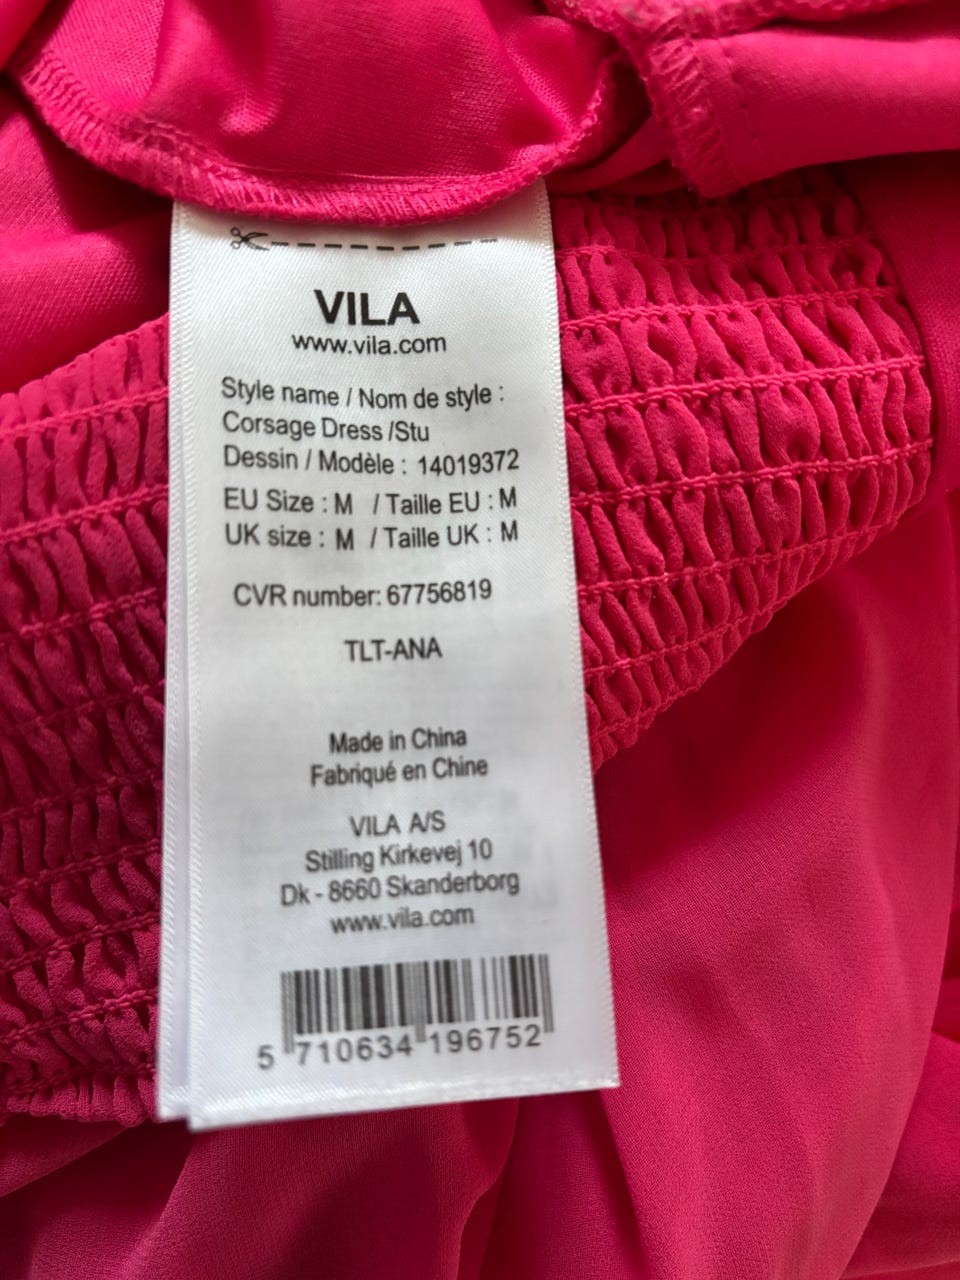 VILA
www.vila.com
Style name / Nom de style :
Corsage Dress /Stu
Dessin / Modèle : 14019372
EU Size : M / Taille EU : M
UK size : M / Taille UK : M
CVR number: 67756819
TLT-ANA
Made in China
Fabriqué en Chine
VILA A/S
Stilling Kirkevej 10
Dk - 8660 Skanderborg
www.vila.com
5 710634 196752